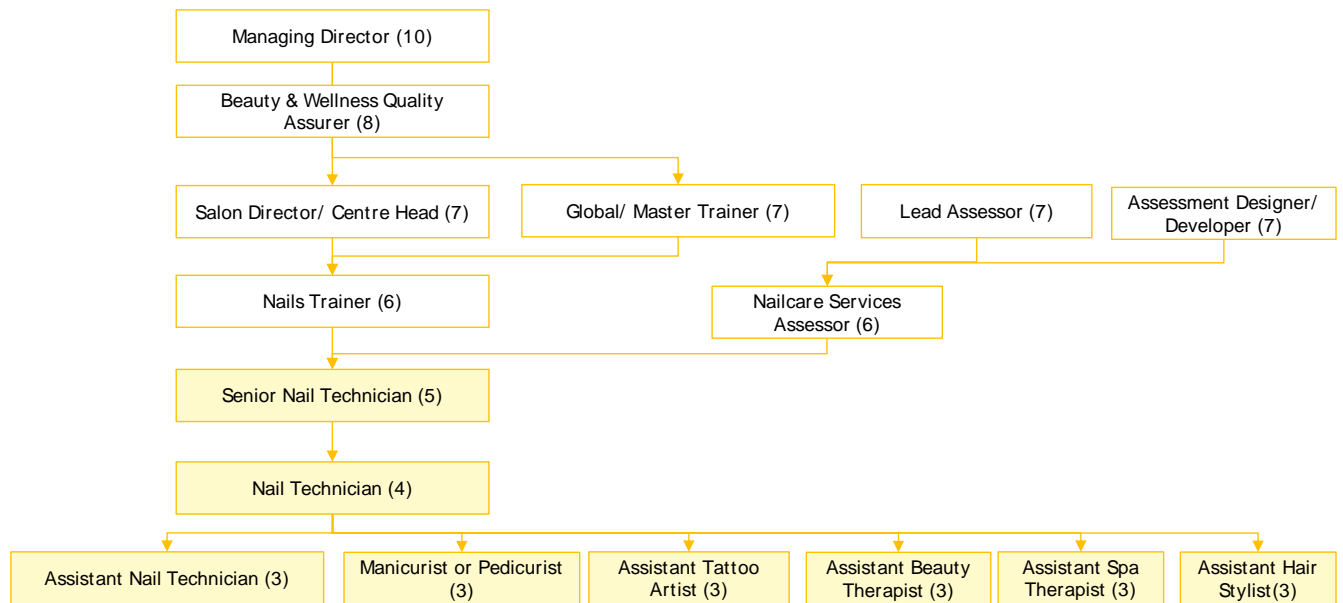 Managing Director (10)
Beauty & Wellness Quality
Assurer (8)
Salon Director/ Centre Head (7)
Global/ Master Trainer (7)
Lead Assessor (7)
Assessment Designer/
Developer (7)
Nails Trainer (6)
Nailcare Services
Assessor (6)
Senior Nail Technician (5)
Nail Technician (4)
Assistant Nail Technician (3)
Manicurist or Pedicurist
(3)
Assistant Tattoo
Artist (3)
Assistant Beauty
Therapist (3)
Assistant Spa
Therapist (3)
Assistant Hair
Stylist(3)